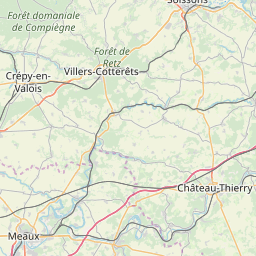 Soissons
Forêt domaniale
de Compiègne
Forêt de
Retz
Villers-Cotterêts
Crépy-en-
Valois
Château-Thierry
Meaux